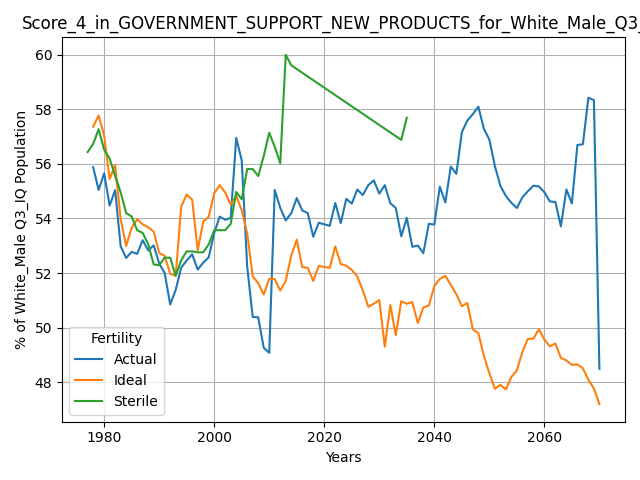 Score_4_in_GOVERNMENT_SUPPORT_NEW_PRODUCTS_for_White_Male_Q3_
% of White_Male Q3_IQ Population
60
58
56
54
52
50
48
Fertility
Actual
Ideal
Sterile
1980 2000 2020 2040 2060
Years